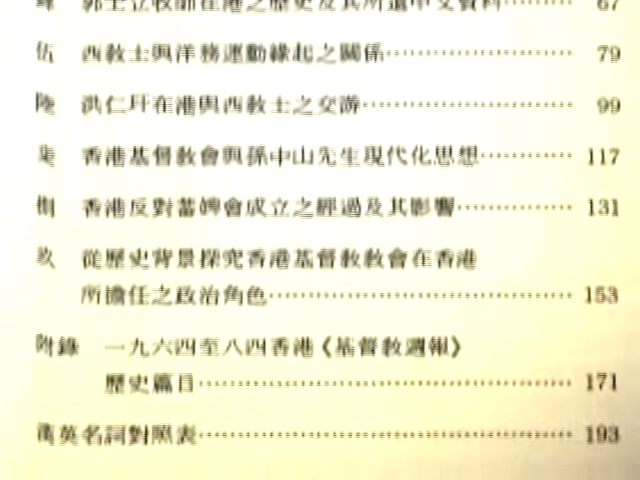 郭士立牧師在港之歷史及其所遺中文資料……67
伍 西教士與洋務運動緣起之關係……79
陸 洪仁玕在港與西教士之交游……99
柒 香港基督教會與孫中山先生現代化思想……117
捌 香港反對蓄婢會成立之經過及其影響……131
玖 從歷史背景探究香港基督教教會在香港
所擔任之政治角色……153
附錄 一九六四至八四香港《基督教週報》
歷史篇目……171
漢英名詞對照表……193